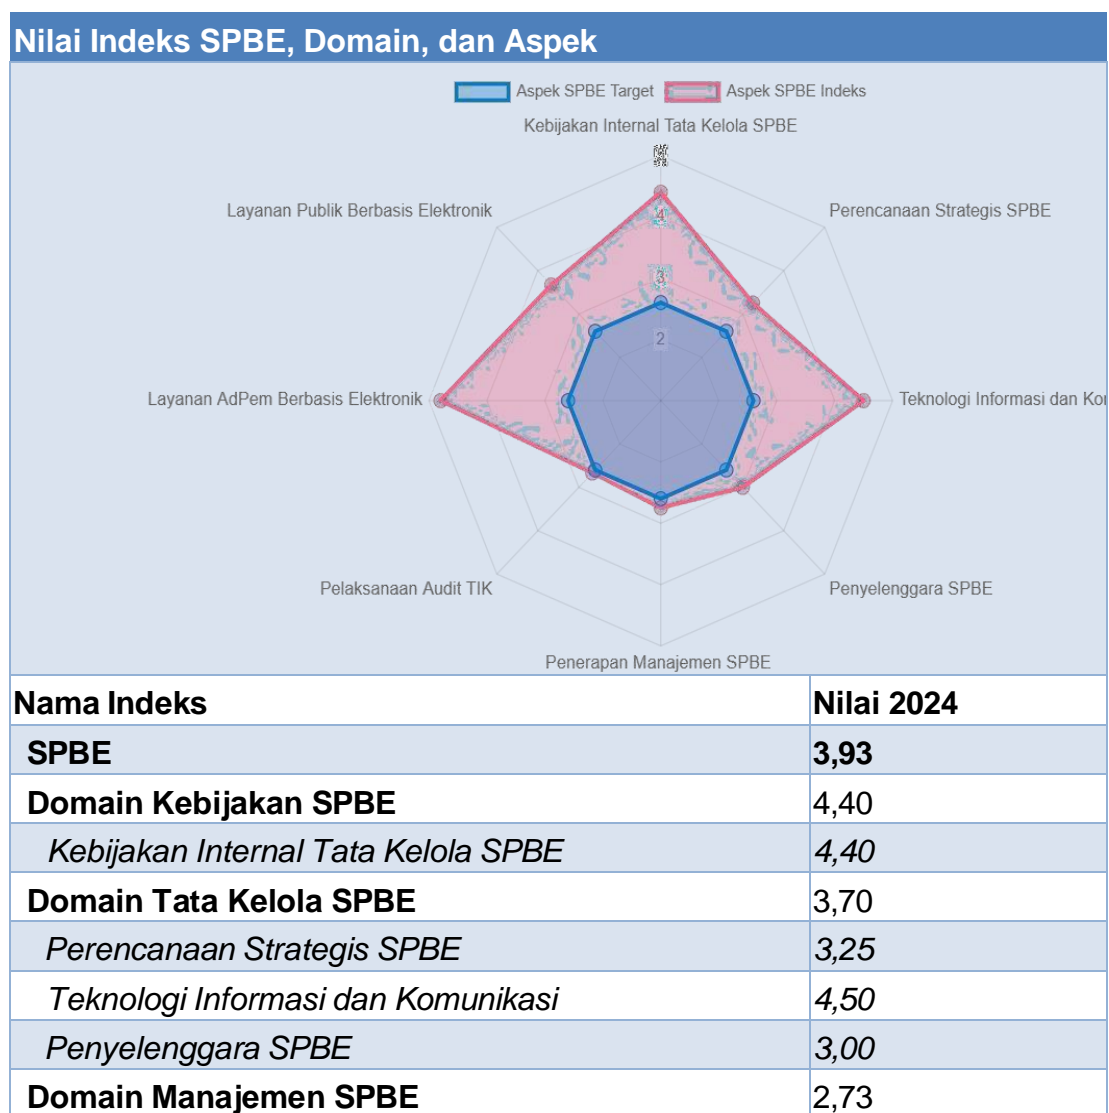 Nilai Indeks SPBE, Domain, dan Aspek
Aspek SPBE Target Aspek SPBE Indeks
Kebijakan Internal Tata Kelola SPBE
Layanan Publik Berbasis Elektronik
Perencanaan Strategis SPBE
4
3
2
Layanan AdPem Berbasis Elektronik
Teknologi Informasi dan
Pelaksanaan Audit TIK
Penyelenggara SPBE
Penerapan Manajemen SPBE
Nama Indeks Nilai 2024
SPBE 3,93
Domain Kebijakan SPBE 4,40
Kebijakan Internal Tata Kelola SPBE 4,40
Domain Tata Kelola SPBE 3,70
Perencanaan Strategis SPBE 3,25
Teknologi Informasi dan Komunikasi 4,50
Penyelenggara SPBE 3,00
Domain Manajemen SPBE 2,73